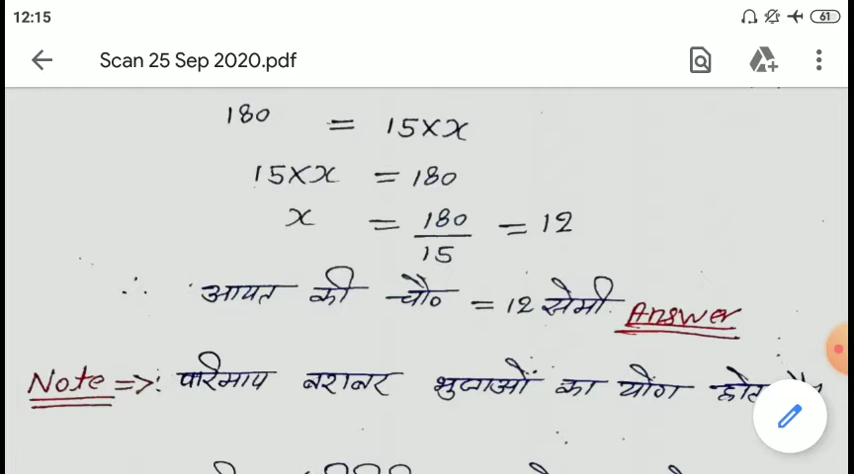 12:15 61
Scan 25 Sep 2020.pdf
180 = 15×x
15×x = 180
x = 180/15 = 12
∴ आयत की चौ० = 12 सेमी. Answer
Note =>: परिमाप बराबर भुजाओं का योग